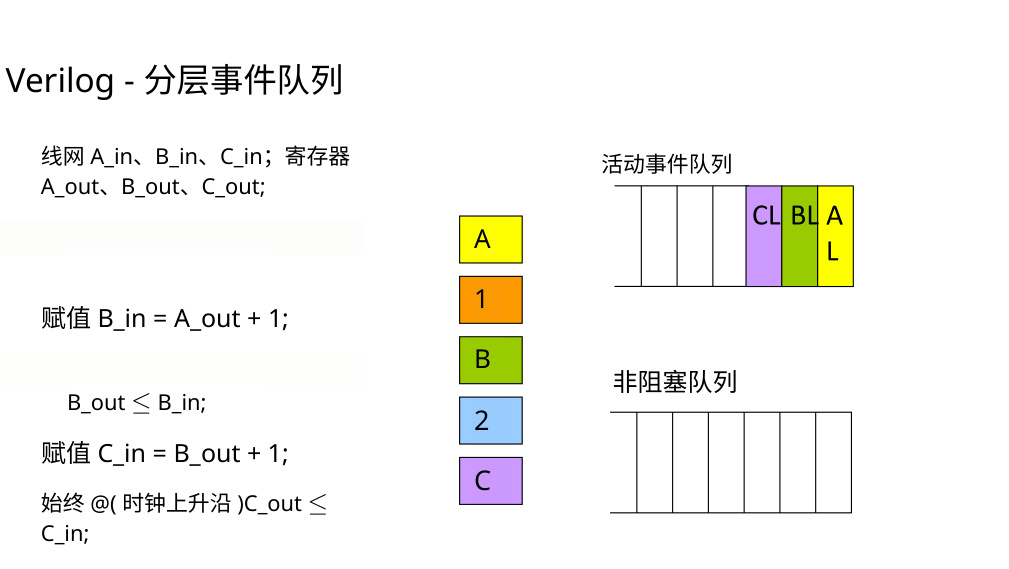 Verilog - 分层事件队列
线网 A_in、B_in、C_in；寄存器
A_out、B_out、C_out;
赋值 B_in = A_out + 1;
B_out ≤ B_in;
赋值 C_in = B_out + 1;
始终 @( 时钟上升沿 )C_out ≤
C_in;
A
1
B
2
C
活动事件队列
CL BL A
L
非阻塞队列